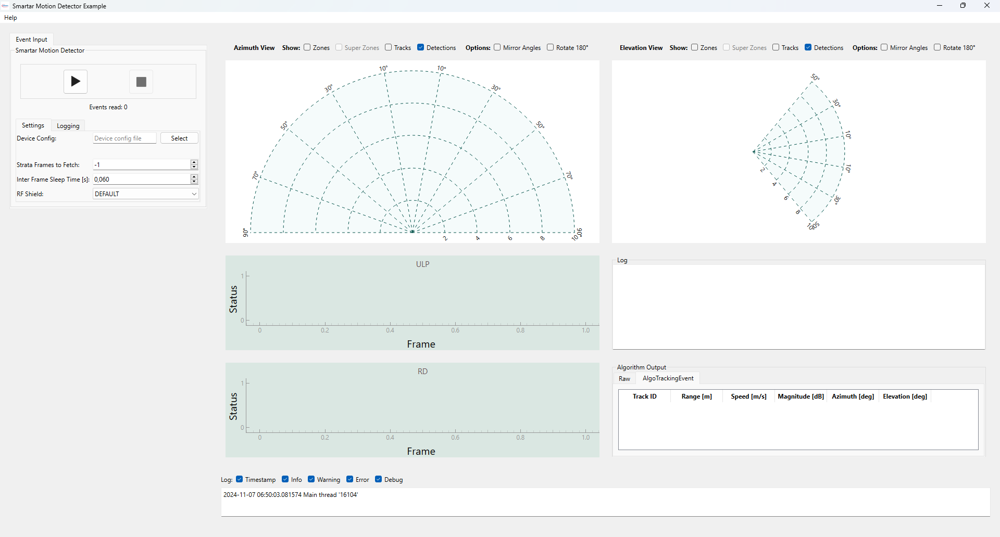 Smartar Motion Detector Example
Help
Event Input
Smartar Motion Detector
Events read: 0
Settings Logging
Device Config: Device config file Select
Strata Frames to Fetch: -1
Inter Frame Sleep Time [s]: 0,060
RF Shield: DEFAULT
Azimuth View Show: Zones Super Zones Tracks Detections Options: Mirror Angles Rotate 180°
10° 10°
30° 30°
50° 50°
70° 70°
90° 90°
2 4 6 8 10
Elevation View Show: Zones Super Zones Tracks Detections Options: Mirror Angles Rotate 180°
50°
30°
10°
10°
30°
50°
2
4
6
8
10
ULP
Status
1
0
0 0.2 0.4 0.6 0.8 1.0
Frame
Log
RD
Status
1
0
0 0.2 0.4 0.6 0.8 1.0
Frame
Algorithm Output
Raw AlgoTrackingEvent
Track ID Range [m] Speed [m/s] Magnitude [dB] Azimuth [deg] Elevation [deg]
Log: Timestamp Info Warning Error Debug
2024-11-07 06:50:03.081574 Main thread '16104'